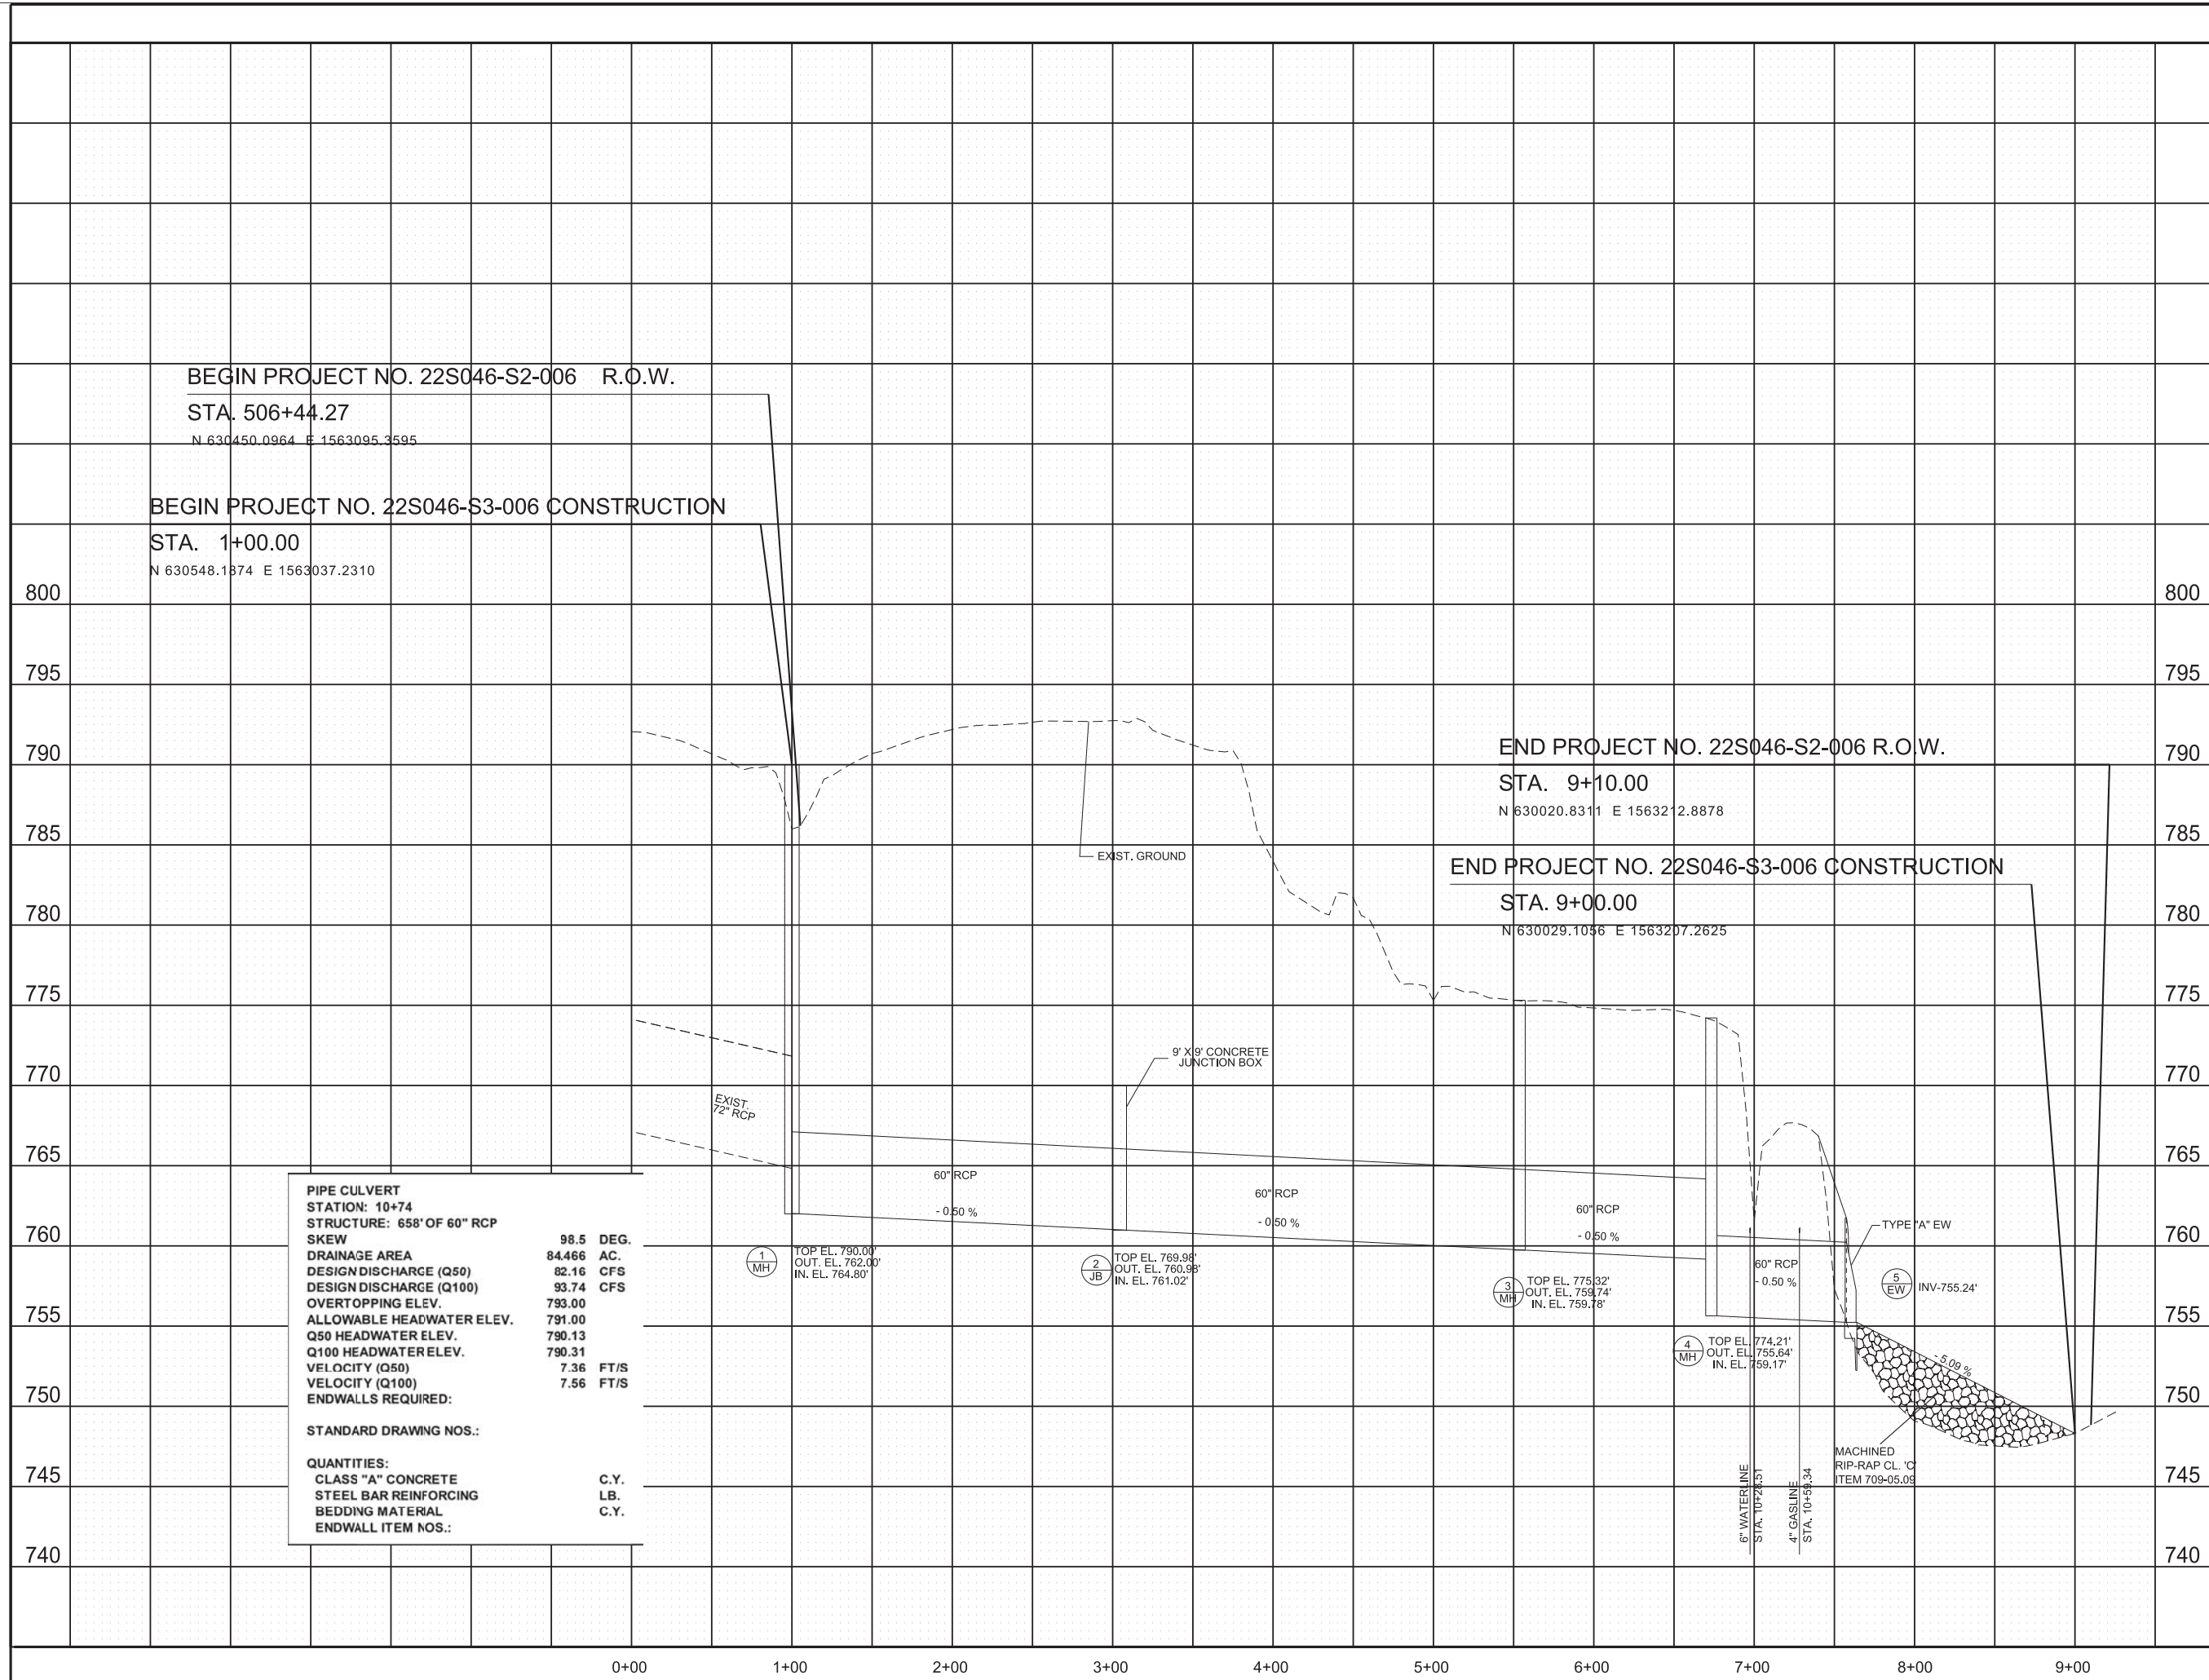 BEGIN PROJECT NO. 22S046-S2-006 R.O.W.
STA. 506+44.27
N 630450.0964 E 1563095.3595
BEGIN PROJECT NO. 22S046-S3-006 CONSTRUCTION
STA. 1+00.00
N 630548.1874 E 1563037.2310
800 800
795 795
790 790
785 785
780 780
775 775
770 770
765 765
760 760
755 755
750 750
745 745
740 740
END PROJECT NO. 22S046-S2-006 R.O.W.
STA. 9+10.00
N 630020.8311 E 1563212.8878
END PROJECT NO. 22S046-S3-006 CONSTRUCTION
STA. 9+00.00
N 630029.1056 E 1563207.2625
EXIST. GROUND
9' X 9' CONCRETE
JUNCTION BOX
EXIST.
72" RCP
60" RCP
- 0.50 %
60" RCP
- 0.50 %
60" RCP
- 0.50 %
60" RCP
- 0.50 %
TYPE "A" EW
1
MH
TOP EL. 790.00'
OUT. EL. 762.00'
IN. EL. 764.80'
2
JB
TOP EL. 769.98'
OUT. EL. 760.98'
IN. EL. 761.02'
3
MH
TOP EL. 775.32'
OUT. EL. 759.74'
IN. EL. 759.78'
4
MH
TOP EL. 774.21'
OUT. EL. 755.64'
IN. EL. 759.17'
5
EW
INV-755.24'
- 5.09 %
MACHINED
RIP-RAP CL. 'C'
ITEM 709-05.09
6" WATERLINE
STA. 10+28.51
4" GASLINE
STA. 10+59.34
PIPE CULVERT
STATION: 10+74
STRUCTURE: 658' OF 60" RCP
SKEW 98.5 DEG.
DRAINAGE AREA 84.466 AC.
DESIGN DISCHARGE (Q50) 82.16 CFS
DESIGN DISCHARGE (Q100) 93.74 CFS
OVERTOPPING ELEV. 793.00
ALLOWABLE HEADWATER ELEV. 791.00
Q50 HEADWATER ELEV. 790.13
Q100 HEADWATER ELEV. 790.31
VELOCITY (Q50) 7.36 FT/S
VELOCITY (Q100) 7.56 FT/S
ENDWALLS REQUIRED:
STANDARD DRAWING NOS.:
QUANTITIES:
CLASS "A" CONCRETE C.Y.
STEEL BAR REINFORCING LB.
BEDDING MATERIAL C.Y.
ENDWALL ITEM NOS.:
0+00 1+00 2+00 3+00 4+00 5+00 6+00 7+00 8+00 9+00